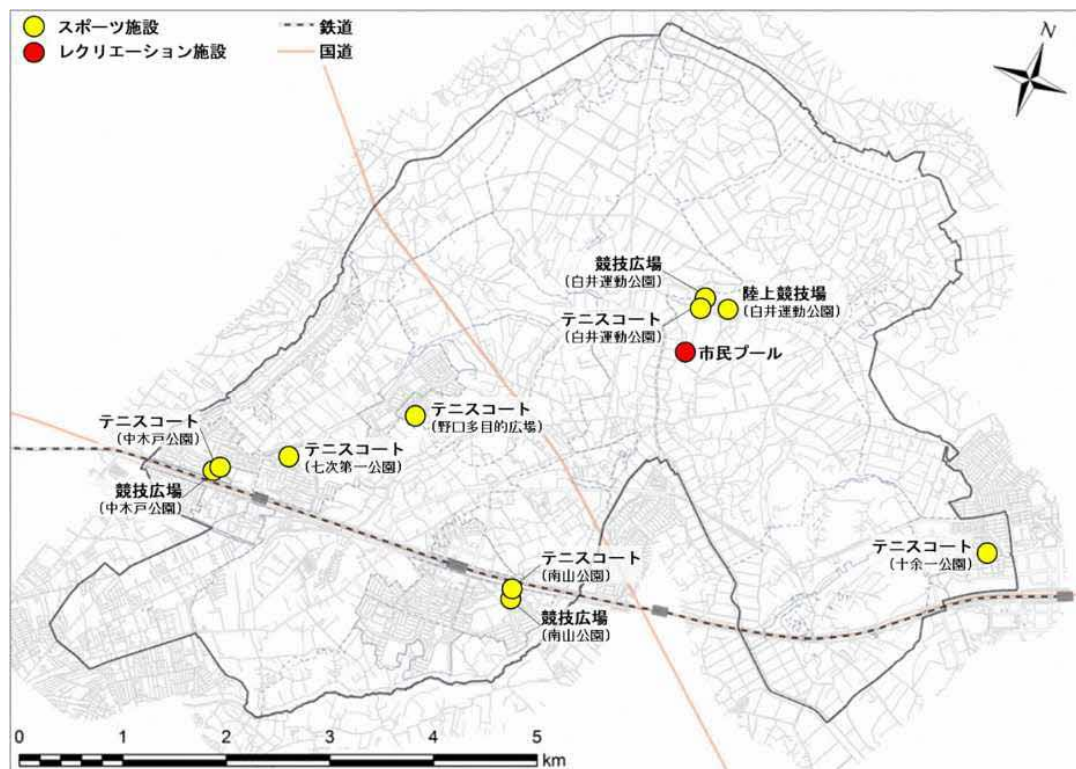 スポーツ施設
鉄道
レクリエーション施設
国道
N
競技広場
(白井運動公園)
陸上競技場
(白井運動公園)
テニスコート
(白井運動公園)
市民プール
テニスコート
(野口多目的広場)
テニスコート
(中木戸公園)
テニスコート
(七次第一公園)
競技広場
(中木戸公園)
テニスコート
(十余一公園)
テニスコート
(南山公園)
競技広場
(南山公園)
0 1 2 3 4 5
km